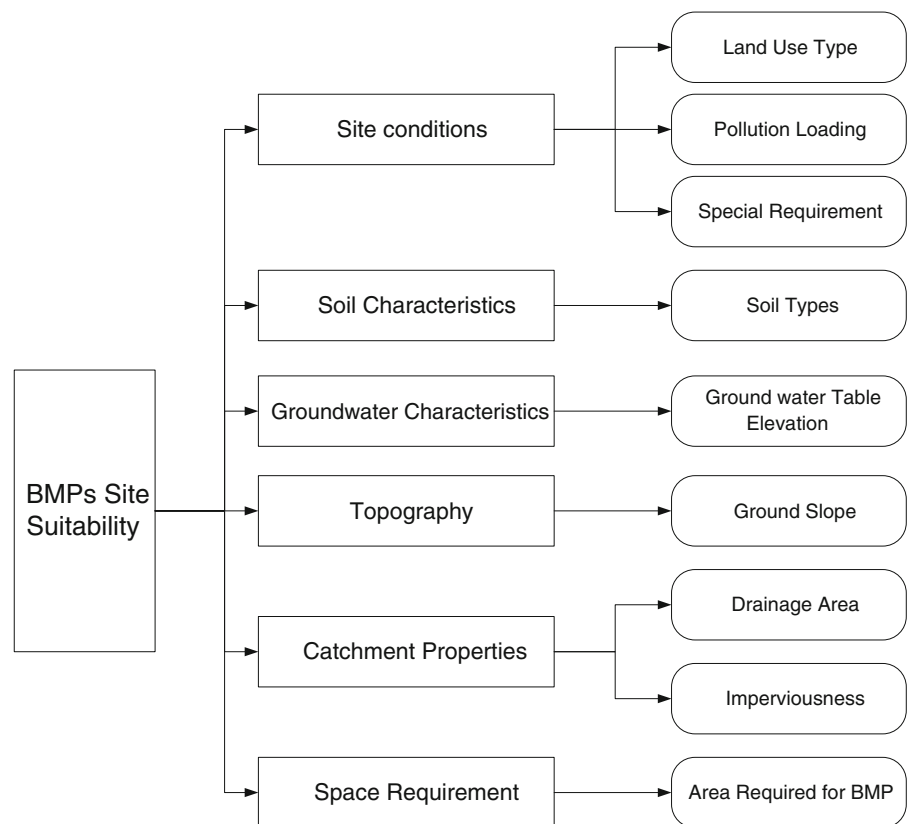 BMPs Site
Suitability
Site conditions
Land Use Type
Pollution Loading
Special Requirement
Soil Characteristics
Soil Types
Groundwater Characteristics
Ground water Table
Elevation
Topography
Ground Slope
Catchment Properties
Drainage Area
Imperviousness
Space Requirement
Area Required for BMP